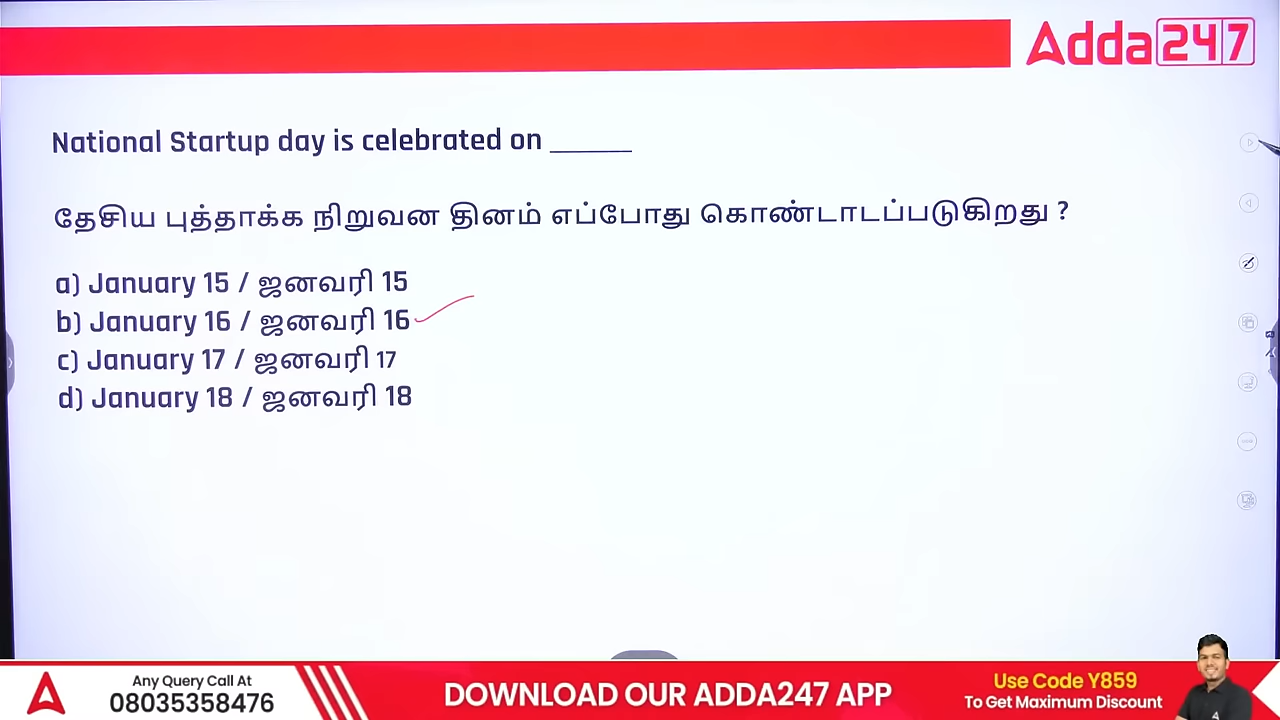 Adda247
National Startup day is celebrated on ______
தேசிய புத்தாக்க நிறுவன தினம் எப்போது கொண்டாடப்படுகிறது ?
a) January 15 / ஜனவரி 15
b) January 16 / ஜனவரி 16
c) January 17 / ஜனவரி 17
d) January 18 / ஜனவரி 18
Any Query Call At
08035358476
DOWNLOAD OUR ADDA247 APP
Use Code Y859
To Get Maximum Discount